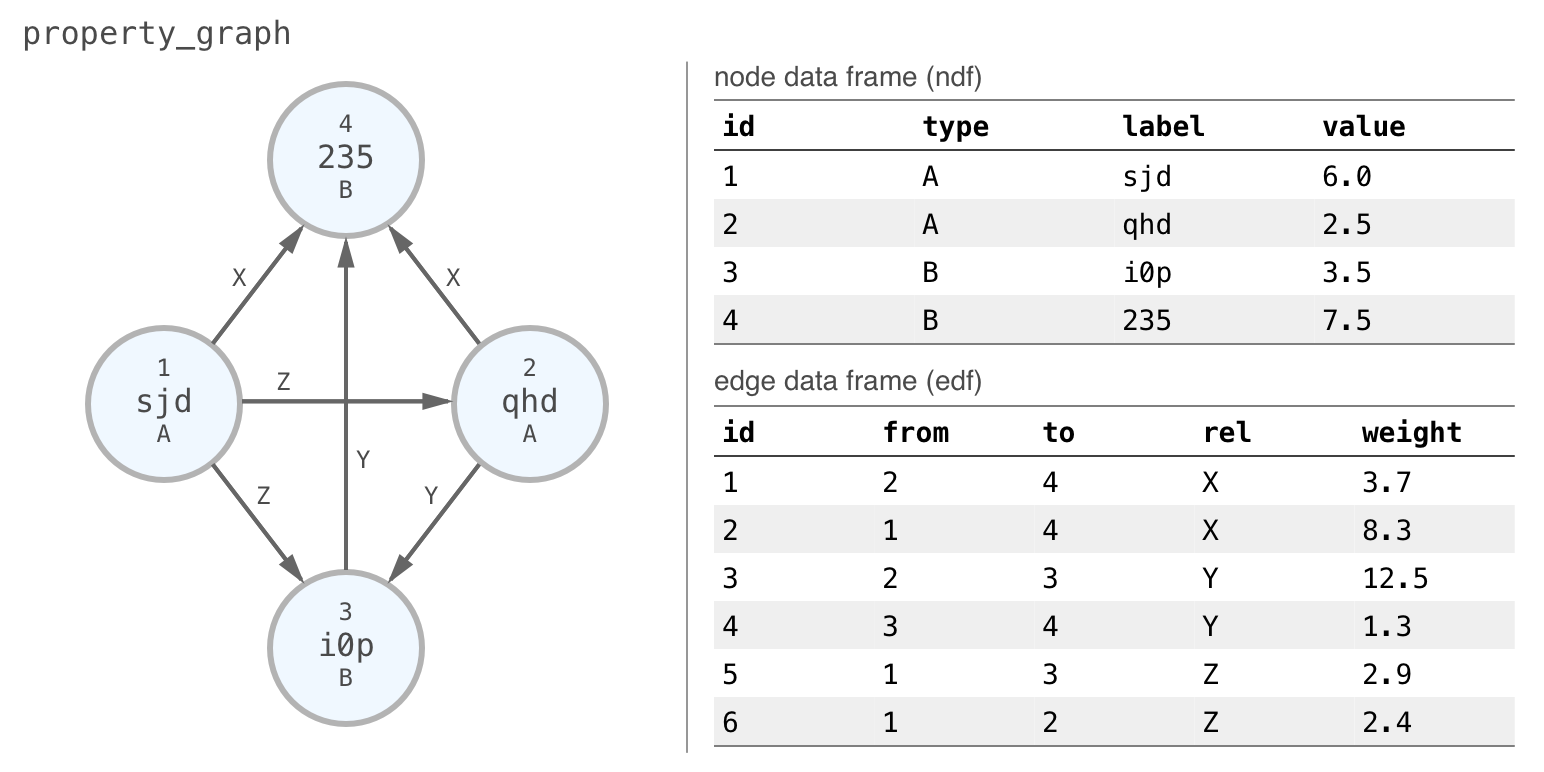 property_graph
4
235
B
X
X
1
sjd
A
Z
2
qhd
A
Y
Z
Y
3
i0p
B
node data frame (ndf)
id type label value
1 A sjd 6.0
2 A qhd 2.5
3 B i0p 3.5
4 B 235 7.5
edge data frame (edf)
id from to rel weight
1 2 4 X 3.7
2 1 4 X 8.3
3 2 3 Y 12.5
4 3 4 Y 1.3
5 1 3 Z 2.9
6 1 2 Z 2.4